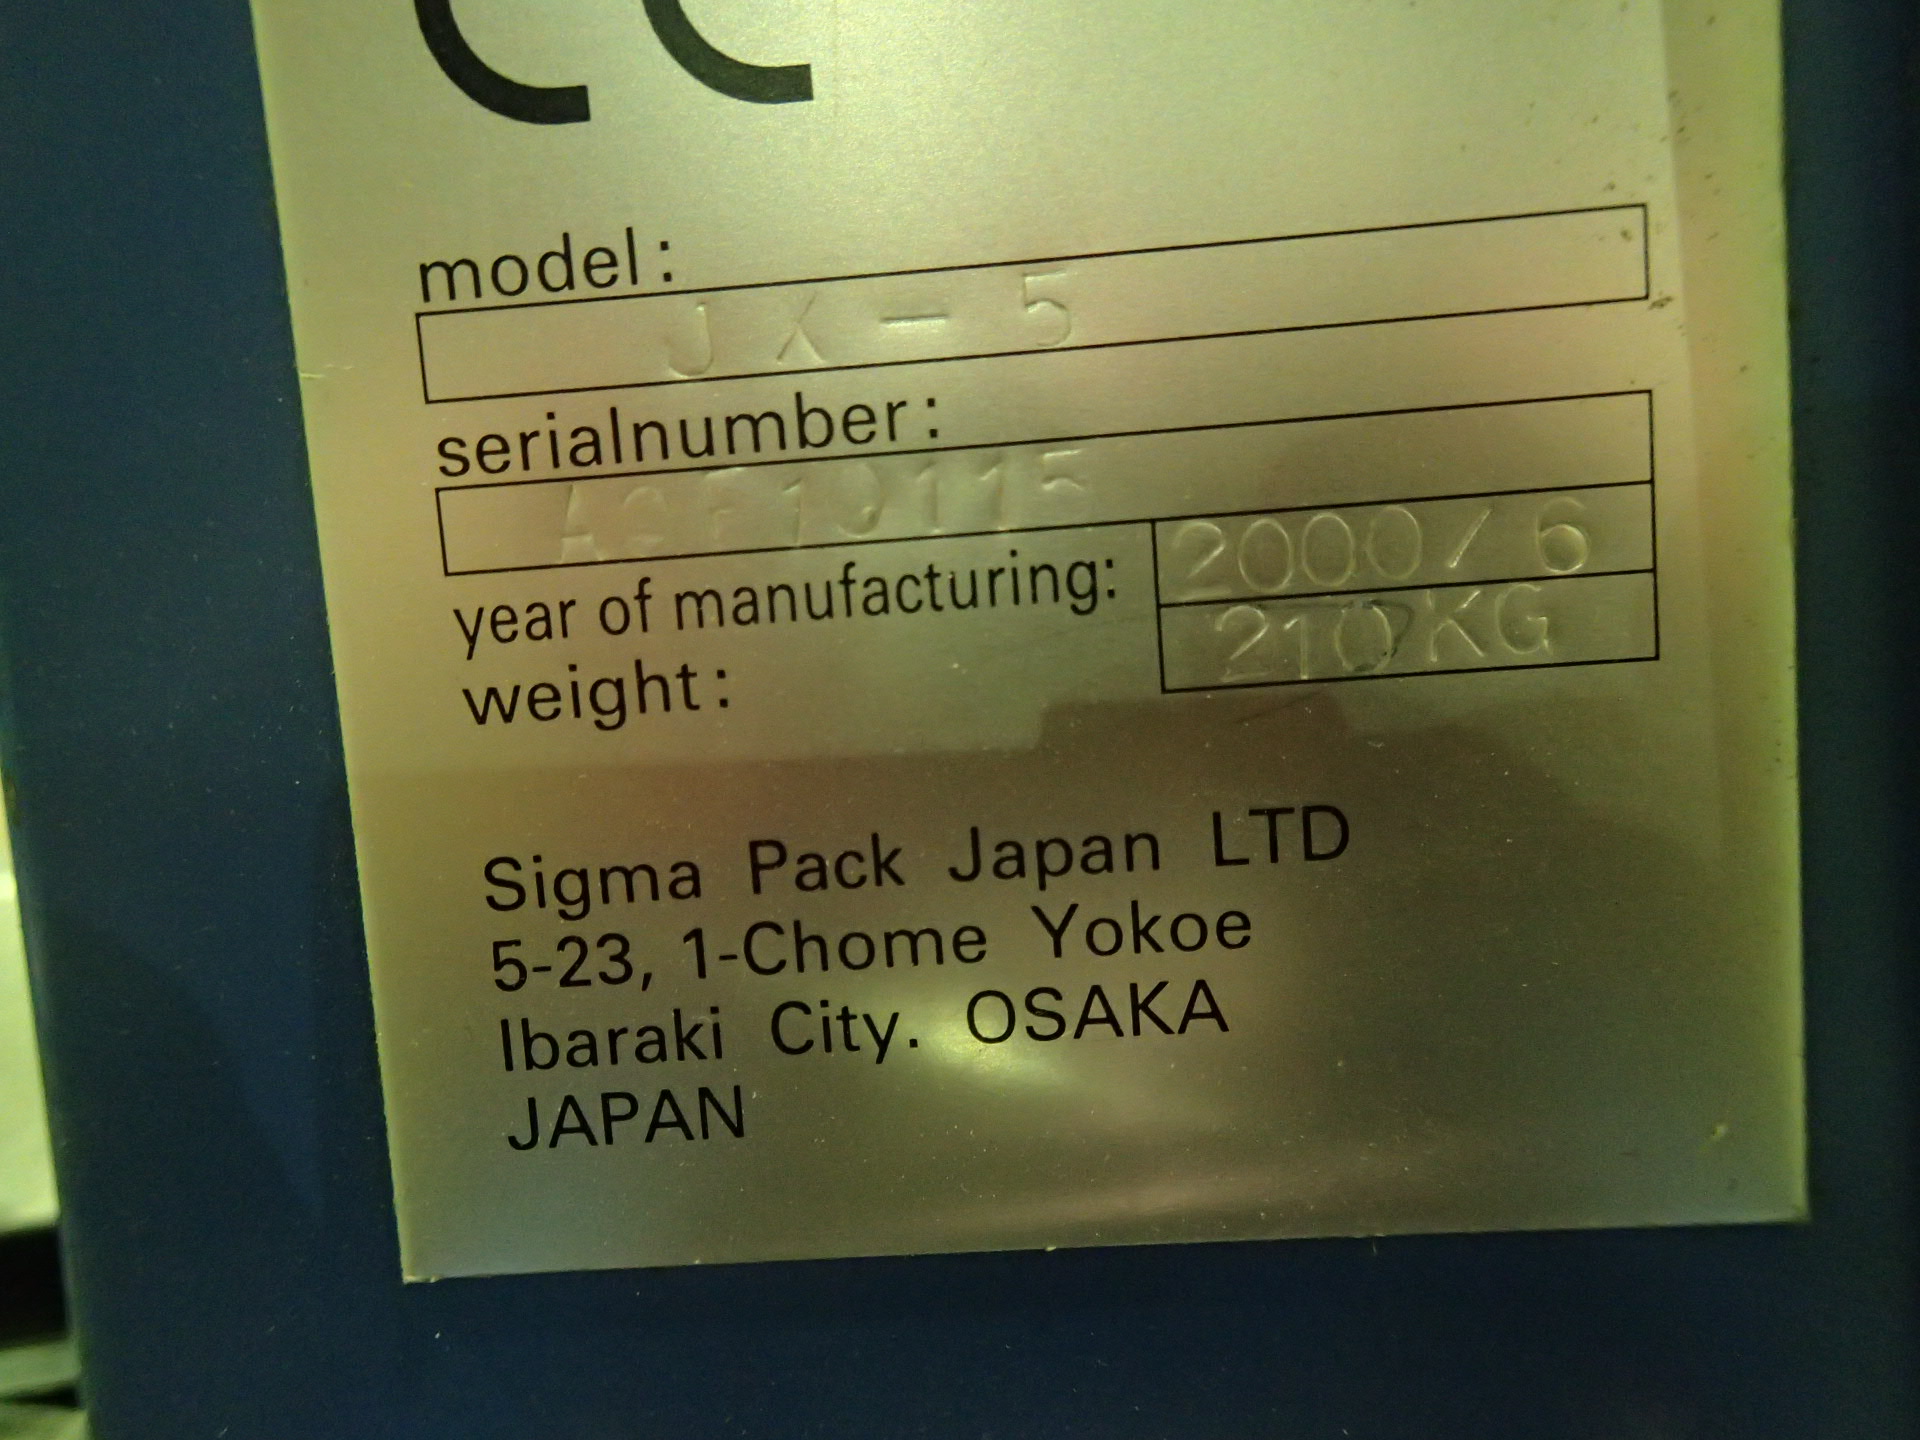 CE
model:
JX-5
serialnumber:
year of manufacturing: 2000/6
weight: 210KG
Sigma Pack Japan LTD
5-23, 1-Chome Yokoe
Ibaraki City. OSAKA
JAPAN